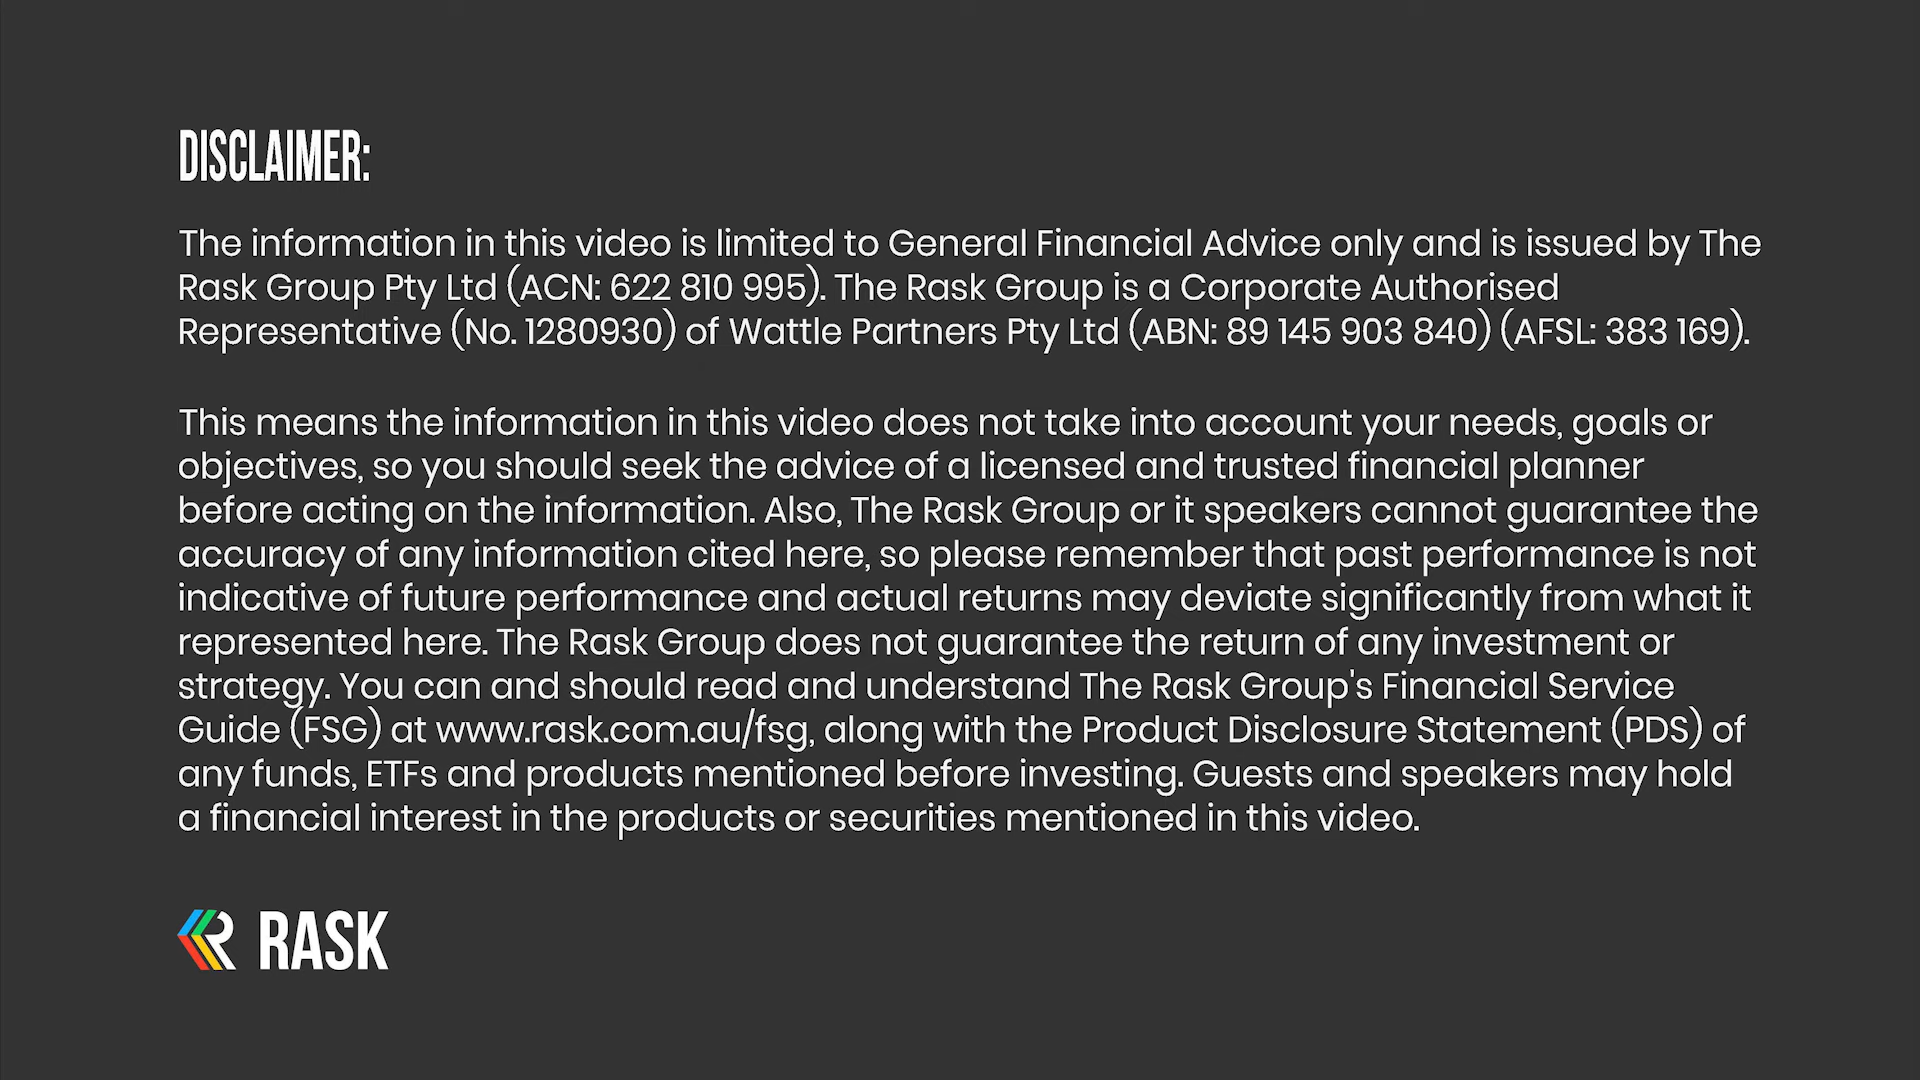 DISCLAIMER:
The information in this video is limited to General Financial Advice only and is issued by The
Rask Group Pty Ltd (ACN: 622 810 995). The Rask Group is a Corporate Authorised
Representative (No. 1280930) of Wattle Partners Pty Ltd (ABN: 89 145 903 840) (AFSL: 383 169).
This means the information in this video does not take into account your needs, goals or
objectives, so you should seek the advice of a licensed and trusted financial planner
before acting on the information. Also, The Rask Group or it speakers cannot guarantee the
accuracy of any information cited here, so please remember that past performance is not
indicative of future performance and actual returns may deviate significantly from what it
represented here. The Rask Group does not guarantee the return of any investment or
strategy. You can and should read and understand The Rask Group's Financial Service
Guide (FSG) at www.rask.com.au/fsg, along with the Product Disclosure Statement (PDS) of
any funds, ETFs and products mentioned before investing. Guests and speakers may hold
a financial interest in the products or securities mentioned in this video.
RASK